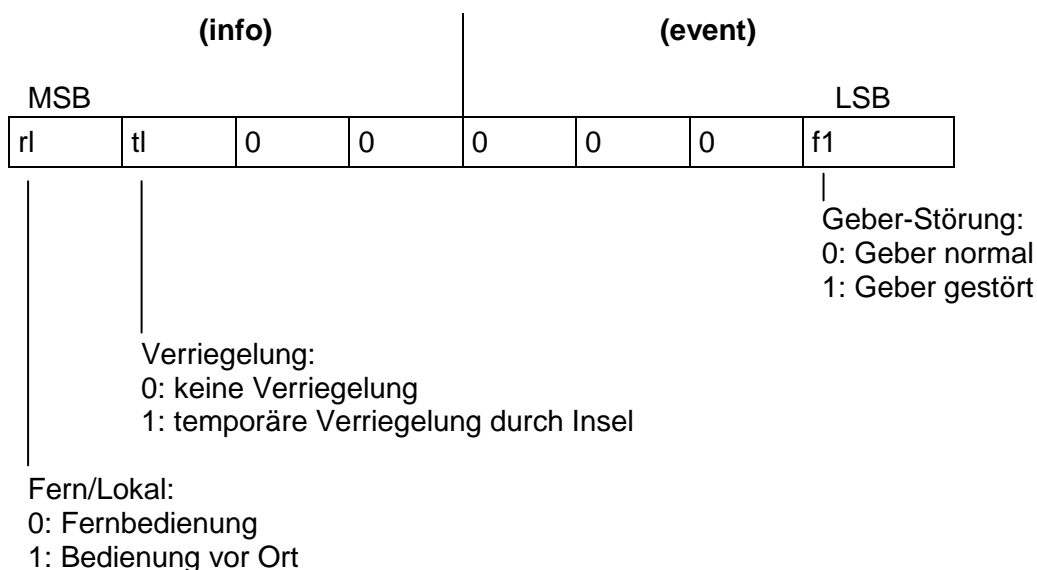 (info) (event)
MSB LSB
rl tl 0 0 0 0 0 f1
Geber-Störung:
0: Geber normal
1: Geber gestört
Verriegelung:
0: keine Verriegelung
1: temporäre Verriegelung durch Insel
Fern/Lokal:
0: Fernbedienung
1: Bedienung vor Ort